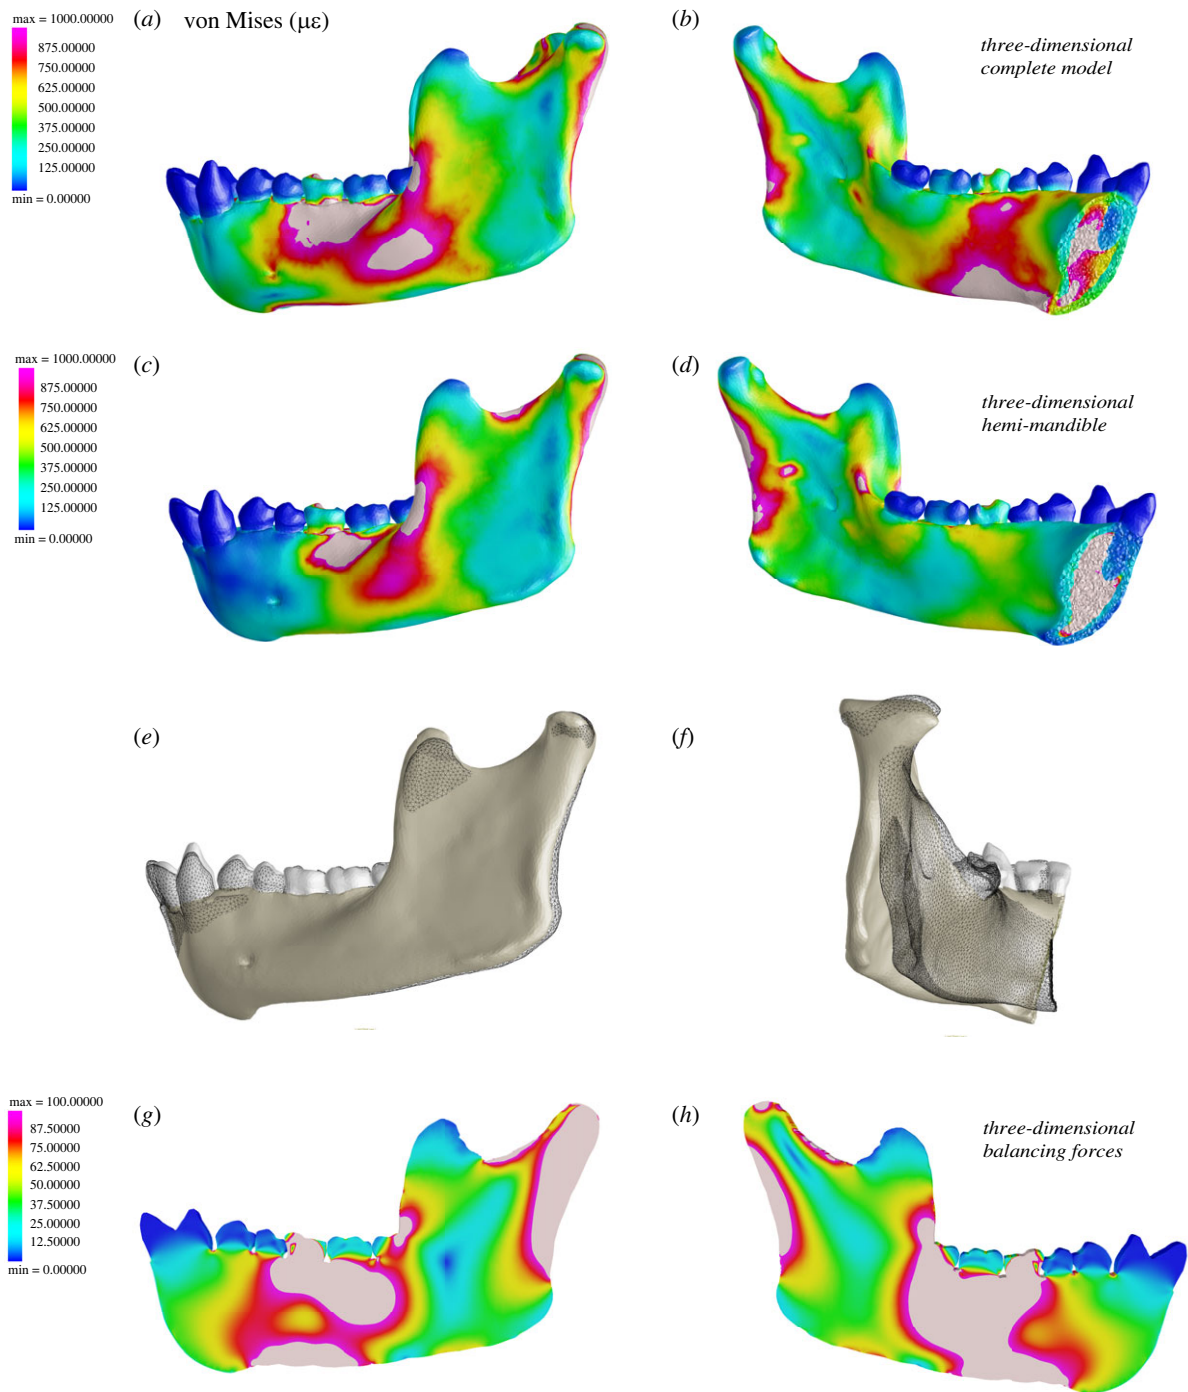 max = 1000.00000
875.00000
750.00000
625.00000
500.00000
375.00000
250.00000
125.00000
min = 0.00000
(a) von Mises (με)
(b)
three-dimensional
complete model
max = 1000.00000
875.00000
750.00000
625.00000
500.00000
375.00000
250.00000
125.00000
min = 0.00000
(c)
(d)
three-dimensional
hemi-mandible
(e)
(f)
max = 100.00000
87.50000
75.00000
62.50000
50.00000
37.50000
25.00000
12.50000
min = 0.00000
(g)
(h)
three-dimensional
balancing forces